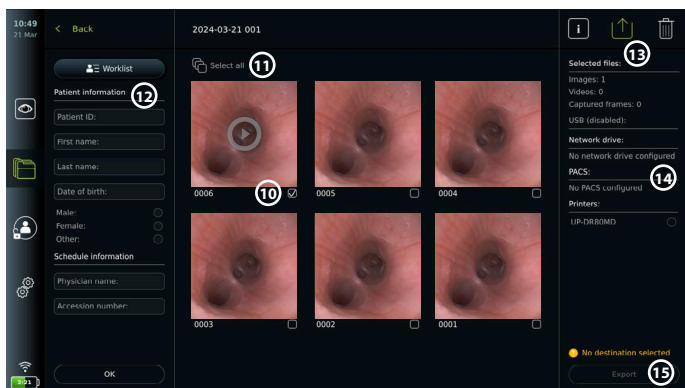 10:49
21 Mar
Back
2024-03-21 001
i
Worklist
Select all
11
13
Selected files:
Patient information
12
Images: 1
Videos: 0
Captured frames: 0
USB (disabled):
Patient ID:
First name:
Last name:
Date of birth:
Male:
Female:
Other:
Schedule information
Physician name:
Accession number:
OK
2:21
0006
10
0005
0004
0003
0002
0001
Network drive:
No network drive configured
PACS:
14
No PACS configured
Printers:
UP-DR80MD
No destination selected
Export
15